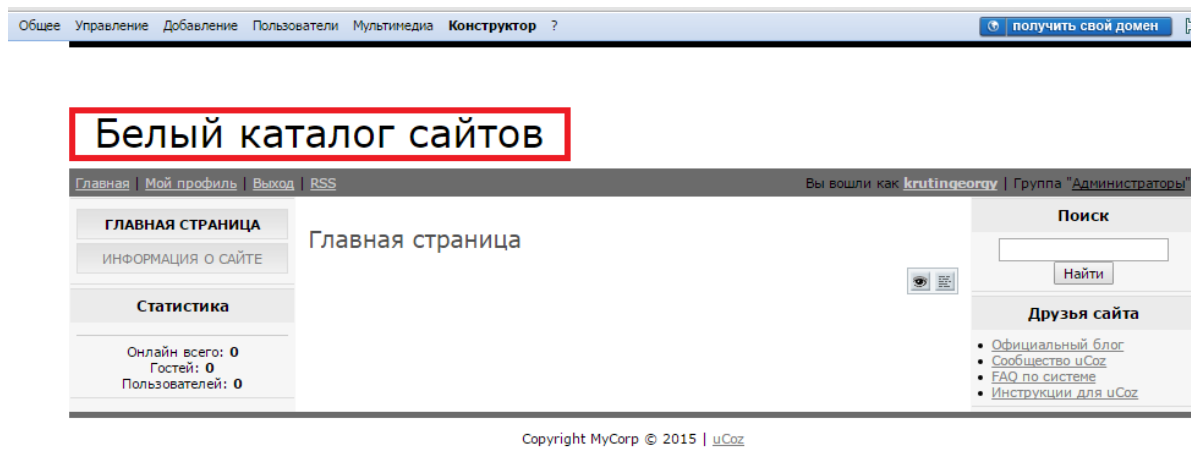 Общее Управление Добавление Пользователи Мультимедиа Конструктор ?
получить свой домен
Белый каталог сайтов
Главная | Мой профиль | Выход | RSS
Вы вошли как krutingeorgy | Группа "Администраторы"
ГЛАВНАЯ СТРАНИЦА
ИНФОРМАЦИЯ О САЙТЕ
Статистика
Онлайн всего: 0
Гостей: 0
Пользователей: 0
Главная страница
Поиск
Найти
Друзья сайта
Официальный блог
Сообщество uCoz
FAQ по системе
Инструкции для uCoz
Copyright MyCorp © 2015 | uCoz